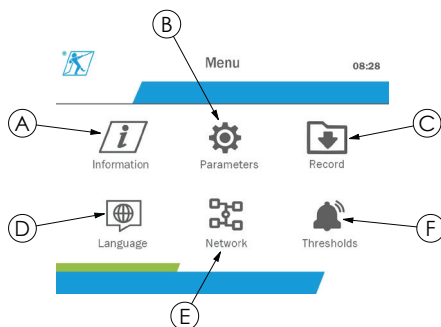 B
Menu 08:28
A C
Information Parameters Record
D F
Language Network Thresholds
E